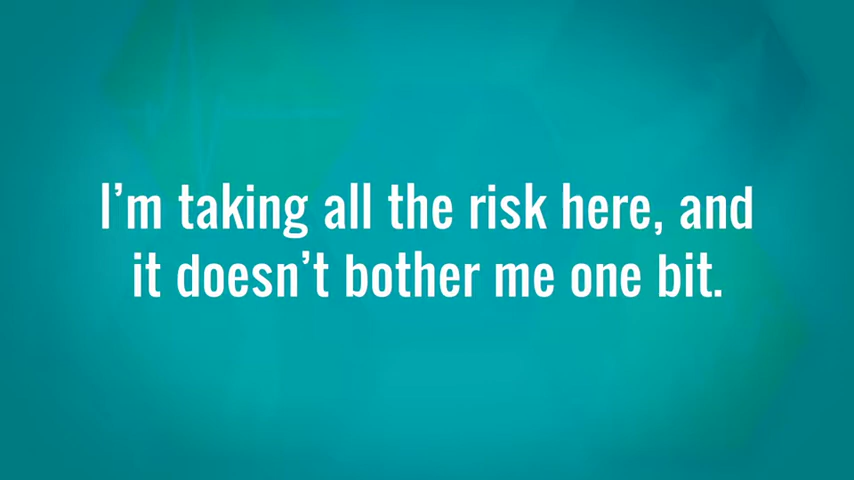 I’m taking all the risk here, and
it doesn’t bother me one bit.